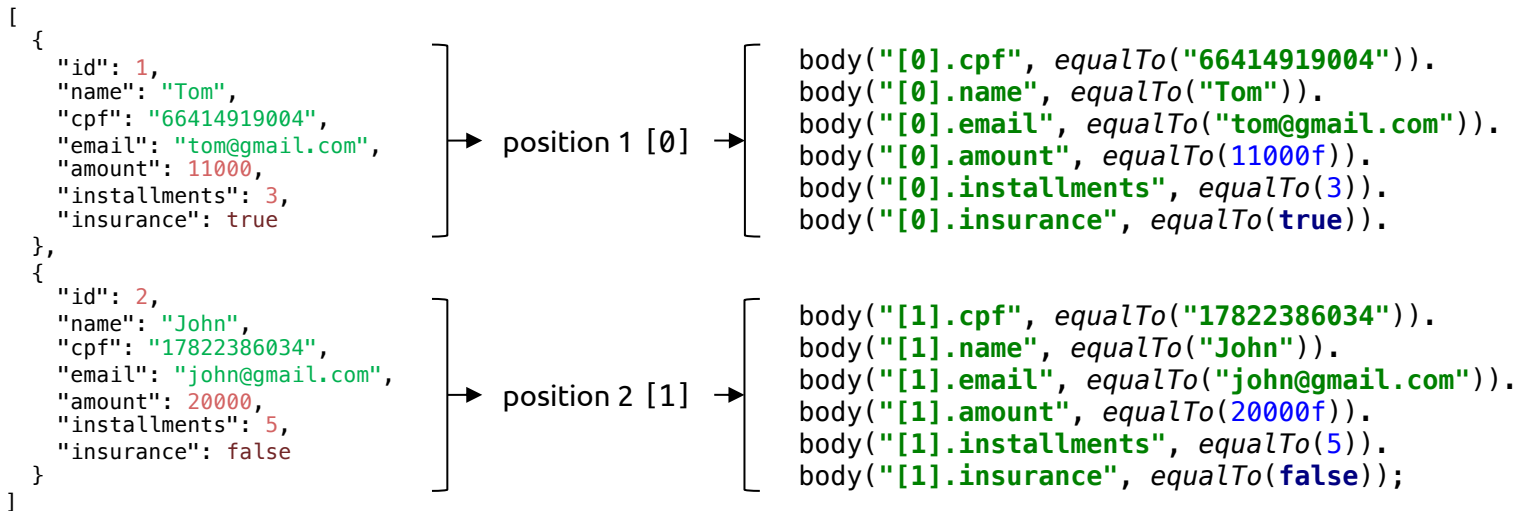 [
  {
    "id": 1,
    "name": "Tom",
    "cpf": "66414919004",
    "email": "tom@gmail.com",
    "amount": 11000,
    "installments": 3,
    "insurance": true
  },
  {
    "id": 2,
    "name": "John",
    "cpf": "17822386034",
    "email": "john@gmail.com",
    "amount": 20000,
    "installments": 5,
    "insurance": false
  }
]
position 1 [0]
position 2 [1]
body("[0].cpf", equalTo("66414919004")).
body("[0].name", equalTo("Tom")).
body("[0].email", equalTo("tom@gmail.com")).
body("[0].amount", equalTo(11000f)).
body("[0].installments", equalTo(3)).
body("[0].insurance", equalTo(true)).
body("[1].cpf", equalTo("17822386034")).
body("[1].name", equalTo("John")).
body("[1].email", equalTo("john@gmail.com")).
body("[1].amount", equalTo(20000f)).
body("[1].installments", equalTo(5)).
body("[1].insurance", equalTo(false));